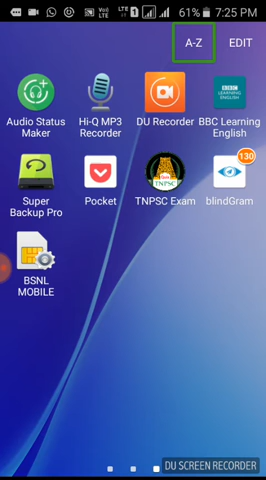 61% 7:25 PM
A-Z EDIT
Audio Status Maker
Hi-Q MP3 Recorder
DU Recorder
BBC Learning English
Super Backup Pro
Pocket
TNPSC Exam
130
blindGram
BSNL MOBILE
DU SCREEN RECORDER